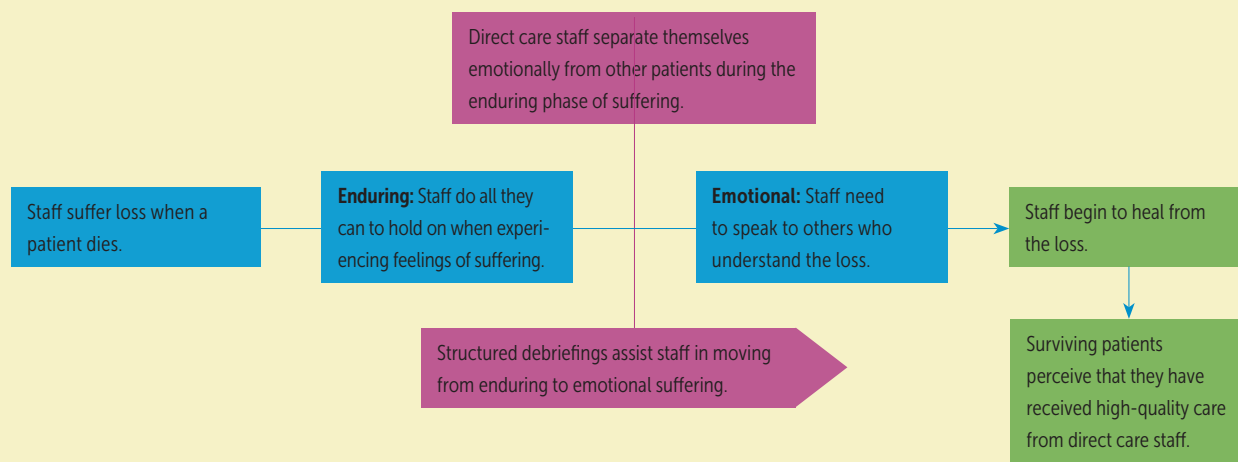 Direct care staff separate themselves
emotionally from other patients during the
enduring phase of suffering.
Staff suffer loss when a
patient dies.
Enduring: Staff do all they
can to hold on when experi-
encing feelings of suffering.
Emotional: Staff need
to speak to others who
understand the loss.
Staff begin to heal from
the loss.
Structured debriefings assist staff in moving
from enduring to emotional suffering.
Surviving patients
perceive that they have
received high-quality care
from direct care staff.